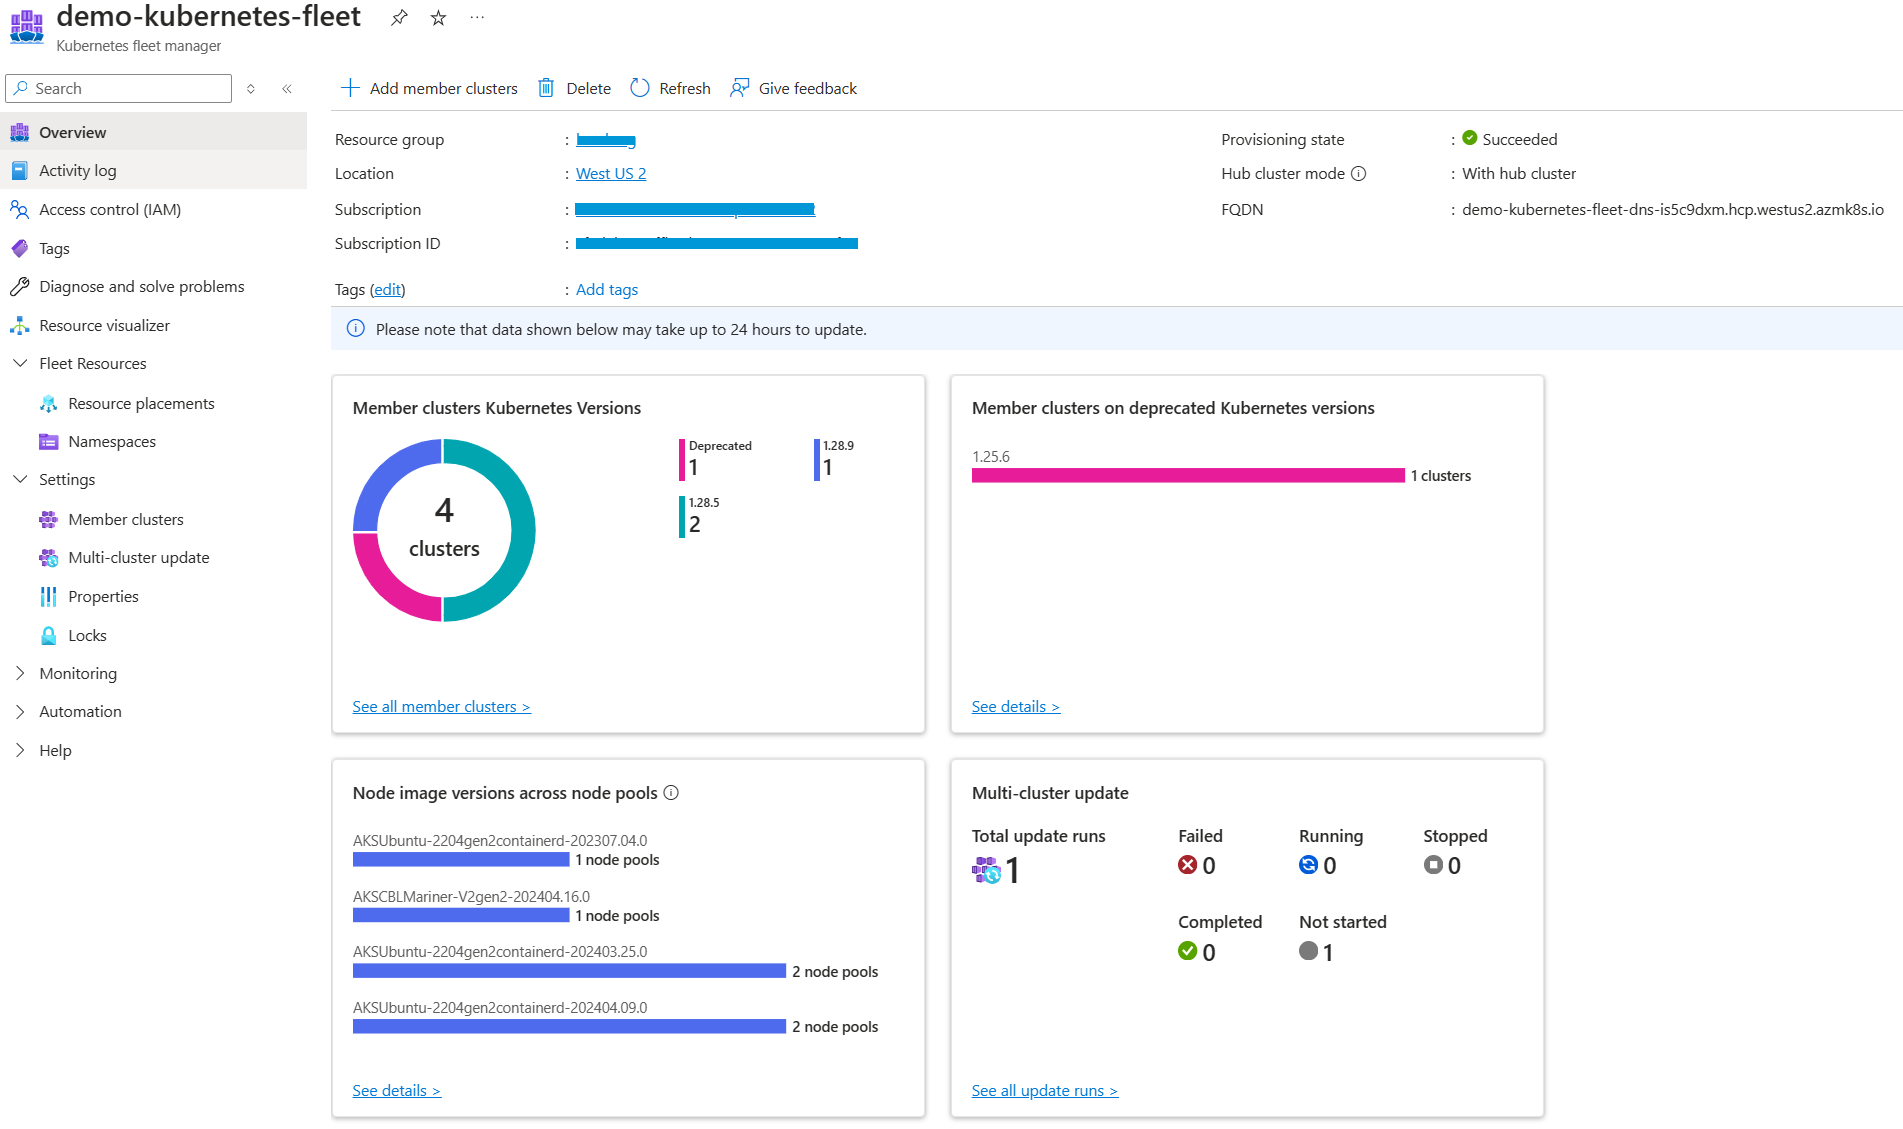 demo-kubernetes-fleet
Kubernetes fleet manager
Search
Overview
Activity log
Access control (IAM)
Tags
Diagnose and solve problems
Resource visualizer
Fleet Resources
Resource placements
Namespaces
Settings
Member clusters
Multi-cluster update
Properties
Locks
Monitoring
Automation
Help
Add member clusters Delete Refresh Give feedback
Resource group :
Location : West US 2
Subscription :
Subscription ID :
Tags (edit) : Add tags
Provisioning state : Succeeded
Hub cluster mode : With hub cluster
FQDN : demo-kubernetes-fleet-dns-is5c9dxm.hcp.westus2.azmk8s.io
Please note that data shown below may take up to 24 hours to update.
Member clusters Kubernetes Versions
4
clusters
Deprecated
1
1.28.9
1
1.28.5
2
See all member clusters >
Member clusters on deprecated Kubernetes versions
1.25.6
1 clusters
See details >
Node image versions across node pools
AKSUbuntu-2204gen2containerd-202307.04.0
1 node pools
AKSCBLMariner-V2gen2-202404.16.0
1 node pools
AKSUbuntu-2204gen2containerd-202403.25.0
2 node pools
AKSUbuntu-2204gen2containerd-202404.09.0
2 node pools
See details >
Multi-cluster update
Total update runs
1
Failed
0
Running
0
Stopped
0
Completed
0
Not started
1
See all update runs >